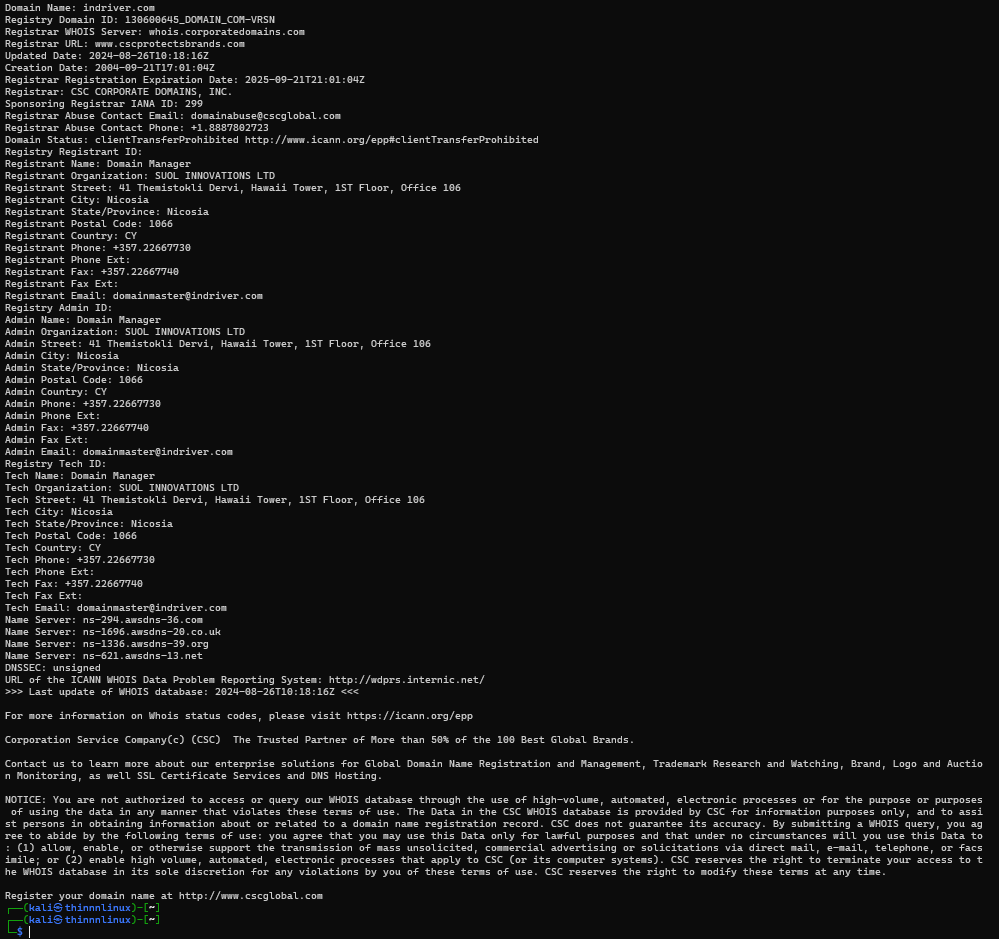 Domain Name: indriver.com
Registry Domain ID: 130600645_DOMAIN_COM-VRSN
Registrar WHOIS Server: whois.corporatedomains.com
Registrar URL: www.cscprotectsbrands.com
Updated Date: 2024-08-26T10:18:16Z
Creation Date: 2004-09-21T17:01:04Z
Registrar Registration Expiration Date: 2025-09-21T21:01:04Z
Registrar: CSC CORPORATE DOMAINS, INC.
Sponsoring Registrar IANA ID: 299
Registrar Abuse Contact Email: domainabuse@cscglobal.com
Registrar Abuse Contact Phone: +1.8887802723
Domain Status: clientTransferProhibited http://www.icann.org/epp#clientTransferProhibited
Registry Registrant ID:
Registrant Name: Domain Manager
Registrant Organization: SUOL INNOVATIONS LTD
Registrant Street: 41 Themistokli Dervi, Hawaii Tower, 1ST Floor, Office 106
Registrant City: Nicosia
Registrant State/Province: Nicosia
Registrant Postal Code: 1066
Registrant Country: CY
Registrant Phone: +357.22667730
Registrant Phone Ext:
Registrant Fax: +357.22667740
Registrant Fax Ext:
Registrant Email: domainmaster@indriver.com
Registry Admin ID:
Admin Name: Domain Manager
Admin Organization: SUOL INNOVATIONS LTD
Admin Street: 41 Themistokli Dervi, Hawaii Tower, 1ST Floor, Office 106
Admin City: Nicosia
Admin State/Province: Nicosia
Admin Postal Code: 1066
Admin Country: CY
Admin Phone: +357.22667730
Admin Phone Ext:
Admin Fax: +357.22667740
Admin Fax Ext:
Admin Email: domainmaster@indriver.com
Registry Tech ID:
Tech Name: Domain Manager
Tech Organization: SUOL INNOVATIONS LTD
Tech Street: 41 Themistokli Dervi, Hawaii Tower, 1ST Floor, Office 106
Tech City: Nicosia
Tech State/Province: Nicosia
Tech Postal Code: 1066
Tech Country: CY
Tech Phone: +357.22667730
Tech Phone Ext:
Tech Fax: +357.22667740
Tech Fax Ext:
Tech Email: domainmaster@indriver.com
Name Server: ns-294.awsdns-36.com
Name Server: ns-1696.awsdns-20.co.uk
Name Server: ns-1336.awsdns-39.org
Name Server: ns-621.awsdns-13.net
DNSSEC: unsigned
URL of the ICANN WHOIS Data Problem Reporting System: http://wdprs.internic.net/
>>> Last update of WHOIS database: 2024-08-26T10:18:16Z <<<

For more information on Whois status codes, please visit https://icann.org/epp

Corporation Service Company(c) (CSC)  The Trusted Partner of More than 50% of the 100 Best Global Brands.

Contact us to learn more about our enterprise solutions for Global Domain Name Registration and Management, Trademark Research and Watching, Brand, Logo and Auctio
n Monitoring, as well SSL Certificate Services and DNS Hosting.

NOTICE: You are not authorized to access or query our WHOIS database through the use of high-volume, automated, electronic processes or for the purpose or purposes
 of using the data in any manner that violates these terms of use. The Data in the CSC WHOIS database is provided by CSC for information purposes only, and to assi
st persons in obtaining information about or related to a domain name registration record. CSC does not guarantee its accuracy. By submitting a WHOIS query, you ag
ree to abide by the following terms of use: you agree that you may use this Data only for lawful purposes and that under no circumstances will you use this Data to
: (1) allow, enable, or otherwise support the transmission of mass unsolicited, commercial advertising or solicitations via direct mail, e-mail, telephone, or facs
imile; or (2) enable high volume, automated, electronic processes that apply to CSC (or its computer systems). CSC reserves the right to terminate your access to t
he WHOIS database in its sole discretion for any violations by you of these terms of use. CSC reserves the right to modify these terms at any time.

Register your domain name at http://www.cscglobal.com
┌──(kali㉿thinnnlinux)-[~]
┌──(kali㉿thinnnlinux)-[~]
└─$